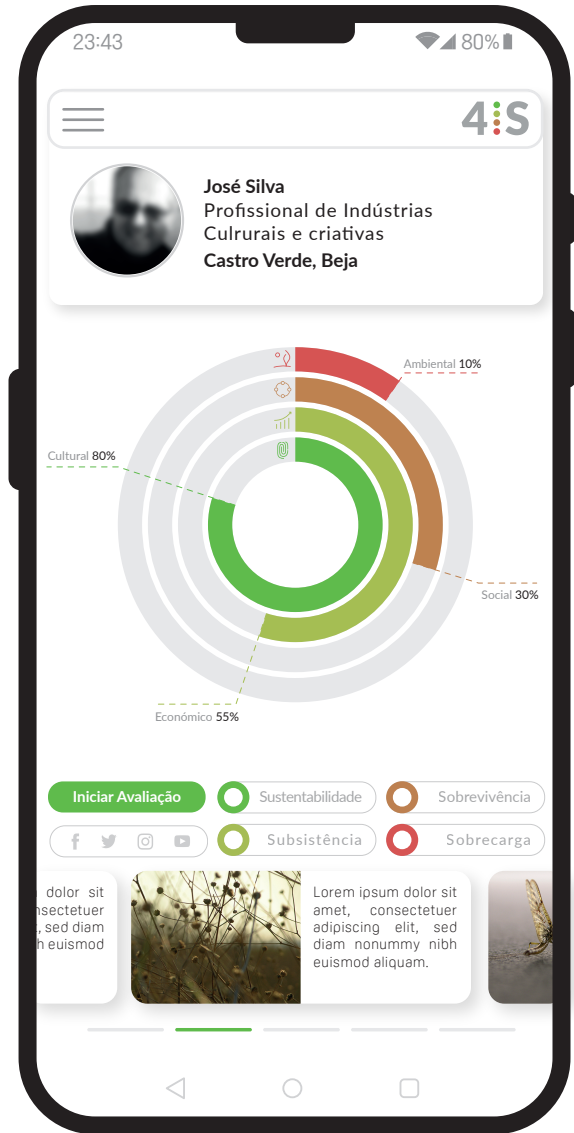 23:43 80%
4 S
José Silva
Profissional de Indústrias
Culrurais e criativas
Castro Verde, Beja
Ambiental 10%
Cultural 80%
Social 30%
Económico 55%
Iniciar Avaliação
Sustentabilidade
Sobrevivência
Subsistência
Sobrecarga
dolor sit
nsectetuer
, sed diam
h euismod
Lorem ipsum dolor sit
amet, consectetuer
adipiscing elit, sed
diam nonummy nibh
euismod aliquam.